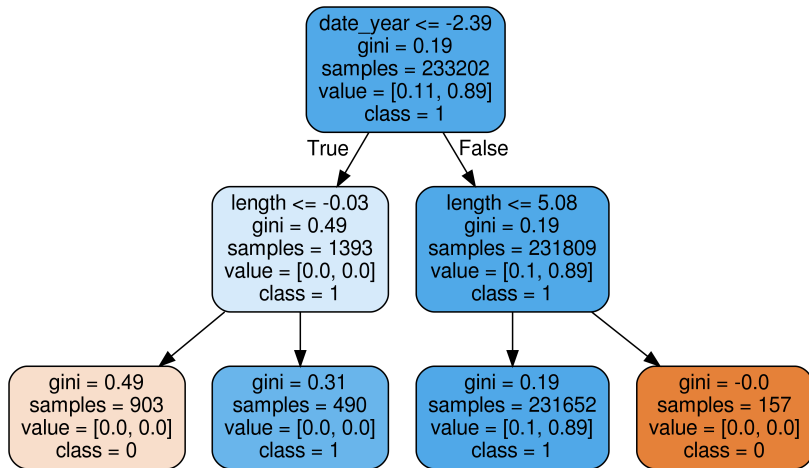 date_year <= -2.39
gini = 0.19
samples = 233202
value = [0.11, 0.89]
class = 1
True
False
length <= -0.03
gini = 0.49
samples = 1393
value = [0.0, 0.0]
class = 1
length <= 5.08
gini = 0.19
samples = 231809
value = [0.1, 0.89]
class = 1
gini = 0.49
samples = 903
value = [0.0, 0.0]
class = 0
gini = 0.31
samples = 490
value = [0.0, 0.0]
class = 1
gini = 0.19
samples = 231652
value = [0.1, 0.89]
class = 1
gini = -0.0
samples = 157
value = [0.0, 0.0]
class = 0